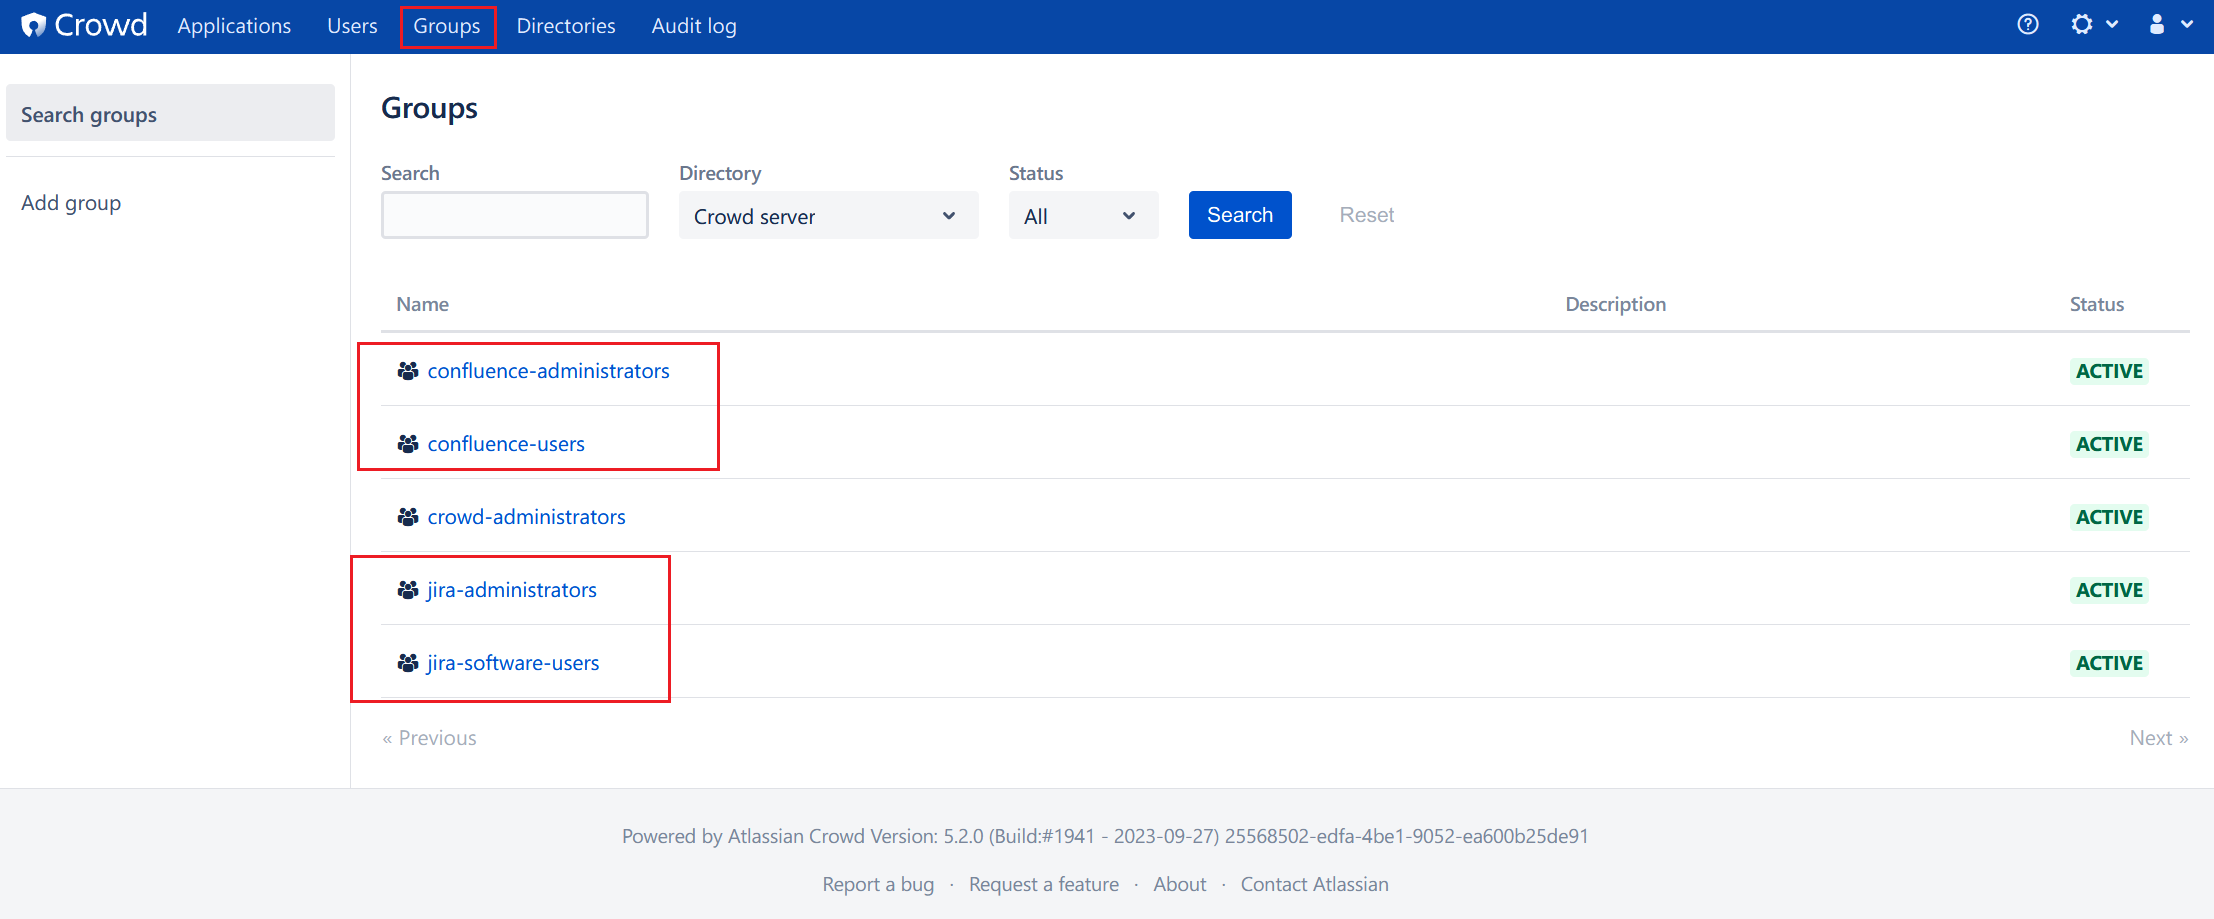 Crowd Applications Users Groups Directories Audit log
Search groups
Add group
Groups
Search Directory Status
Crowd server All Search Reset
Name Description Status
confluence-administrators ACTIVE
confluence-users ACTIVE
crowd-administrators ACTIVE
jira-administrators ACTIVE
jira-software-users ACTIVE
« Previous Next »
Powered by Atlassian Crowd Version: 5.2.0 (Build:#1941 - 2023-09-27) 25568502-edfa-4be1-9052-ea600b25de91
Report a bug · Request a feature · About · Contact Atlassian